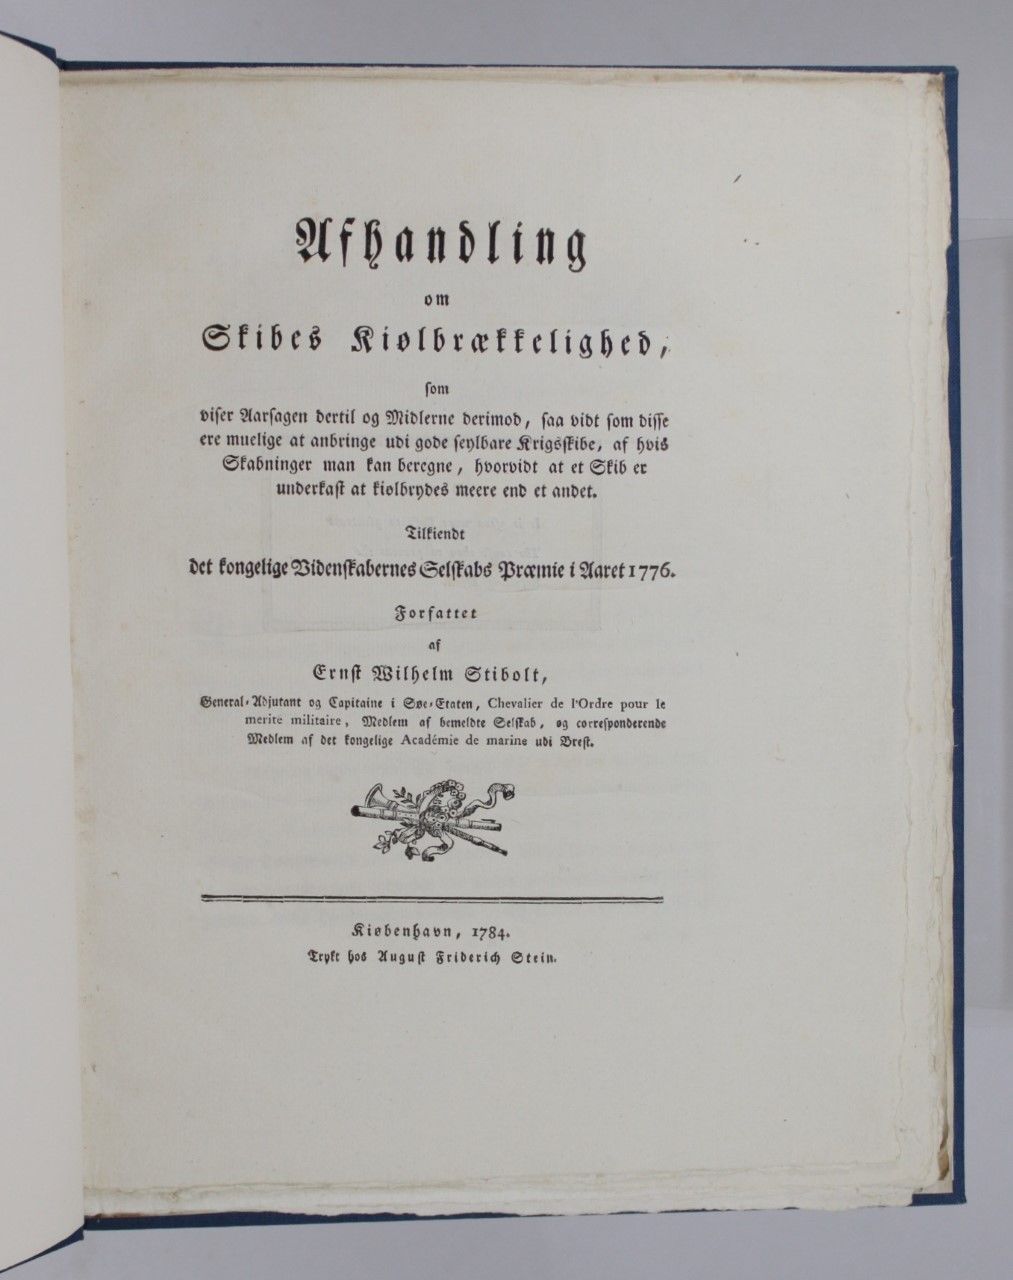 Afhandling
om
Skibes Kiølbrækkelighed,
som
viser Aarsagen dertil og Midlerne derimod, saa vidt som disse
ere muelige at anbringe udi gode seylbare Krigsskibe, af hvis
Skabninger man kan beregne, hvorvidt at et Skib er
underkast at kiølbrydes meere end et andet.
Tilkiendt
det kongelige Videnskabernes Selskabs Præmie i Aaret 1776.
Forfattet
af
Ernst Wilhelm Stibolt,
General-Adjutant og Capitaine i Søe-Etaten, Chevalier de l'Ordre pour le
merite militaire, Medlem af bemeldte Selskab, og corresponderende
Medlem af det kongelige Académie de marine udi Brest.
Kiøbenhavn, 1784.
Trykt hos August Friderich Stein.